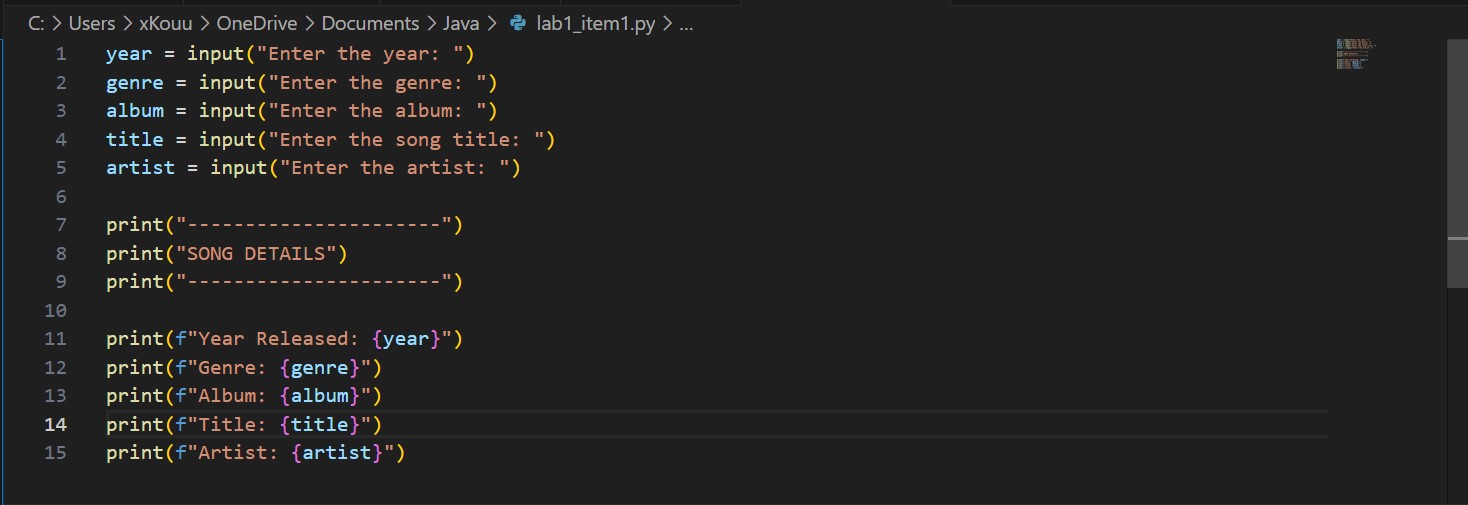 C: > Users > xKouu > OneDrive > Documents > Java > lab1_item1.py > ...
1 year = input("Enter the year: ")
2 genre = input("Enter the genre: ")
3 album = input("Enter the album: ")
4 title = input("Enter the song title: ")
5 artist = input("Enter the artist: ")
6
7 print("----------------------")
8 print("SONG DETAILS")
9 print("----------------------")
10
11 print(f"Year Released: {year}")
12 print(f"Genre: {genre}")
13 print(f"Album: {album}")
14 print(f"Title: {title}")
15 print(f"Artist: {artist}")